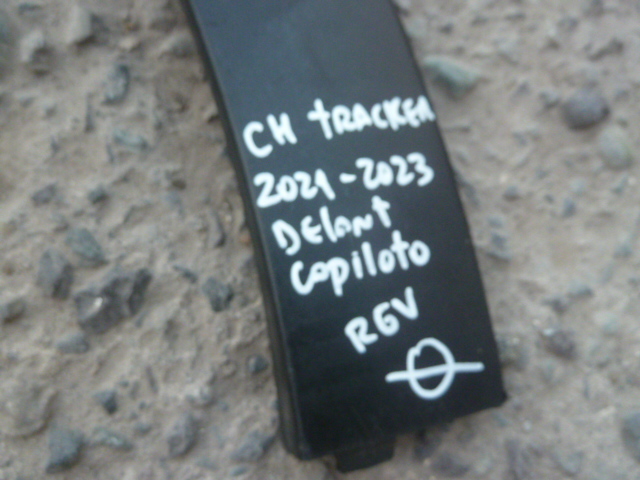 CH TRACKER
2021-2023
DELANT
COPILOTO
RGV